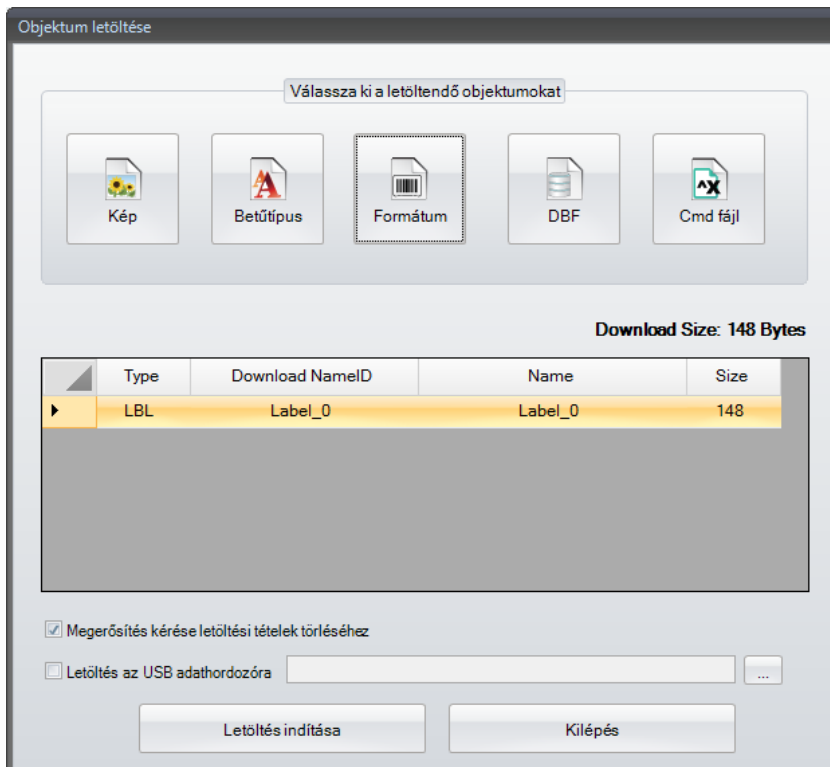 Objektum letöltése
Válassza ki a letöltendő objektumokat
Kép Betűtípus Formátum DBF Cmd fájl
Download Size: 148 Bytes
Type Download NameID Name Size
LBL Label_0 Label_0 148
Megerősítés kérése letöltési tételek törléséhez
Letöltés az USB adathordozóra ...
Letöltés indítása Kilépés